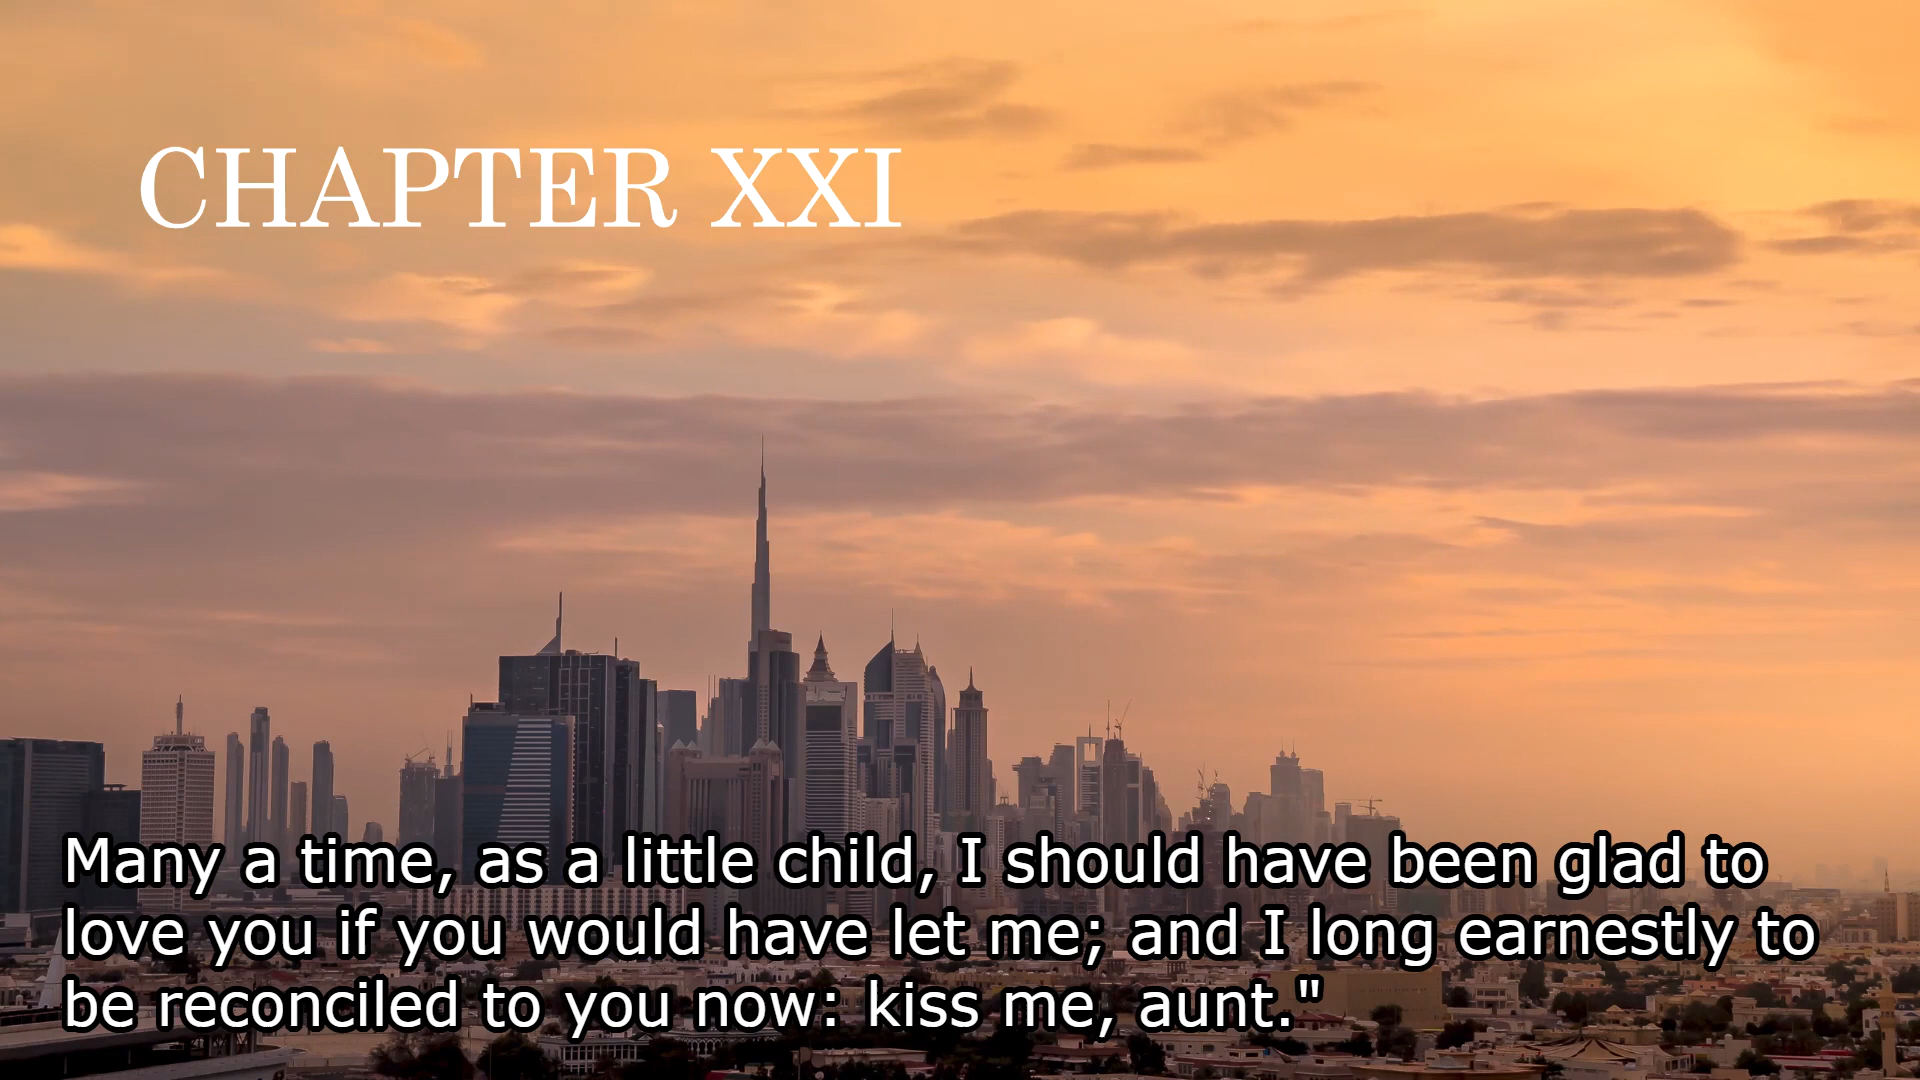 CHAPTER XXI
Many a time, as a little child, I should have been glad to
love you if you would have let me; and I long earnestly to
be reconciled to you now: kiss me, aunt."